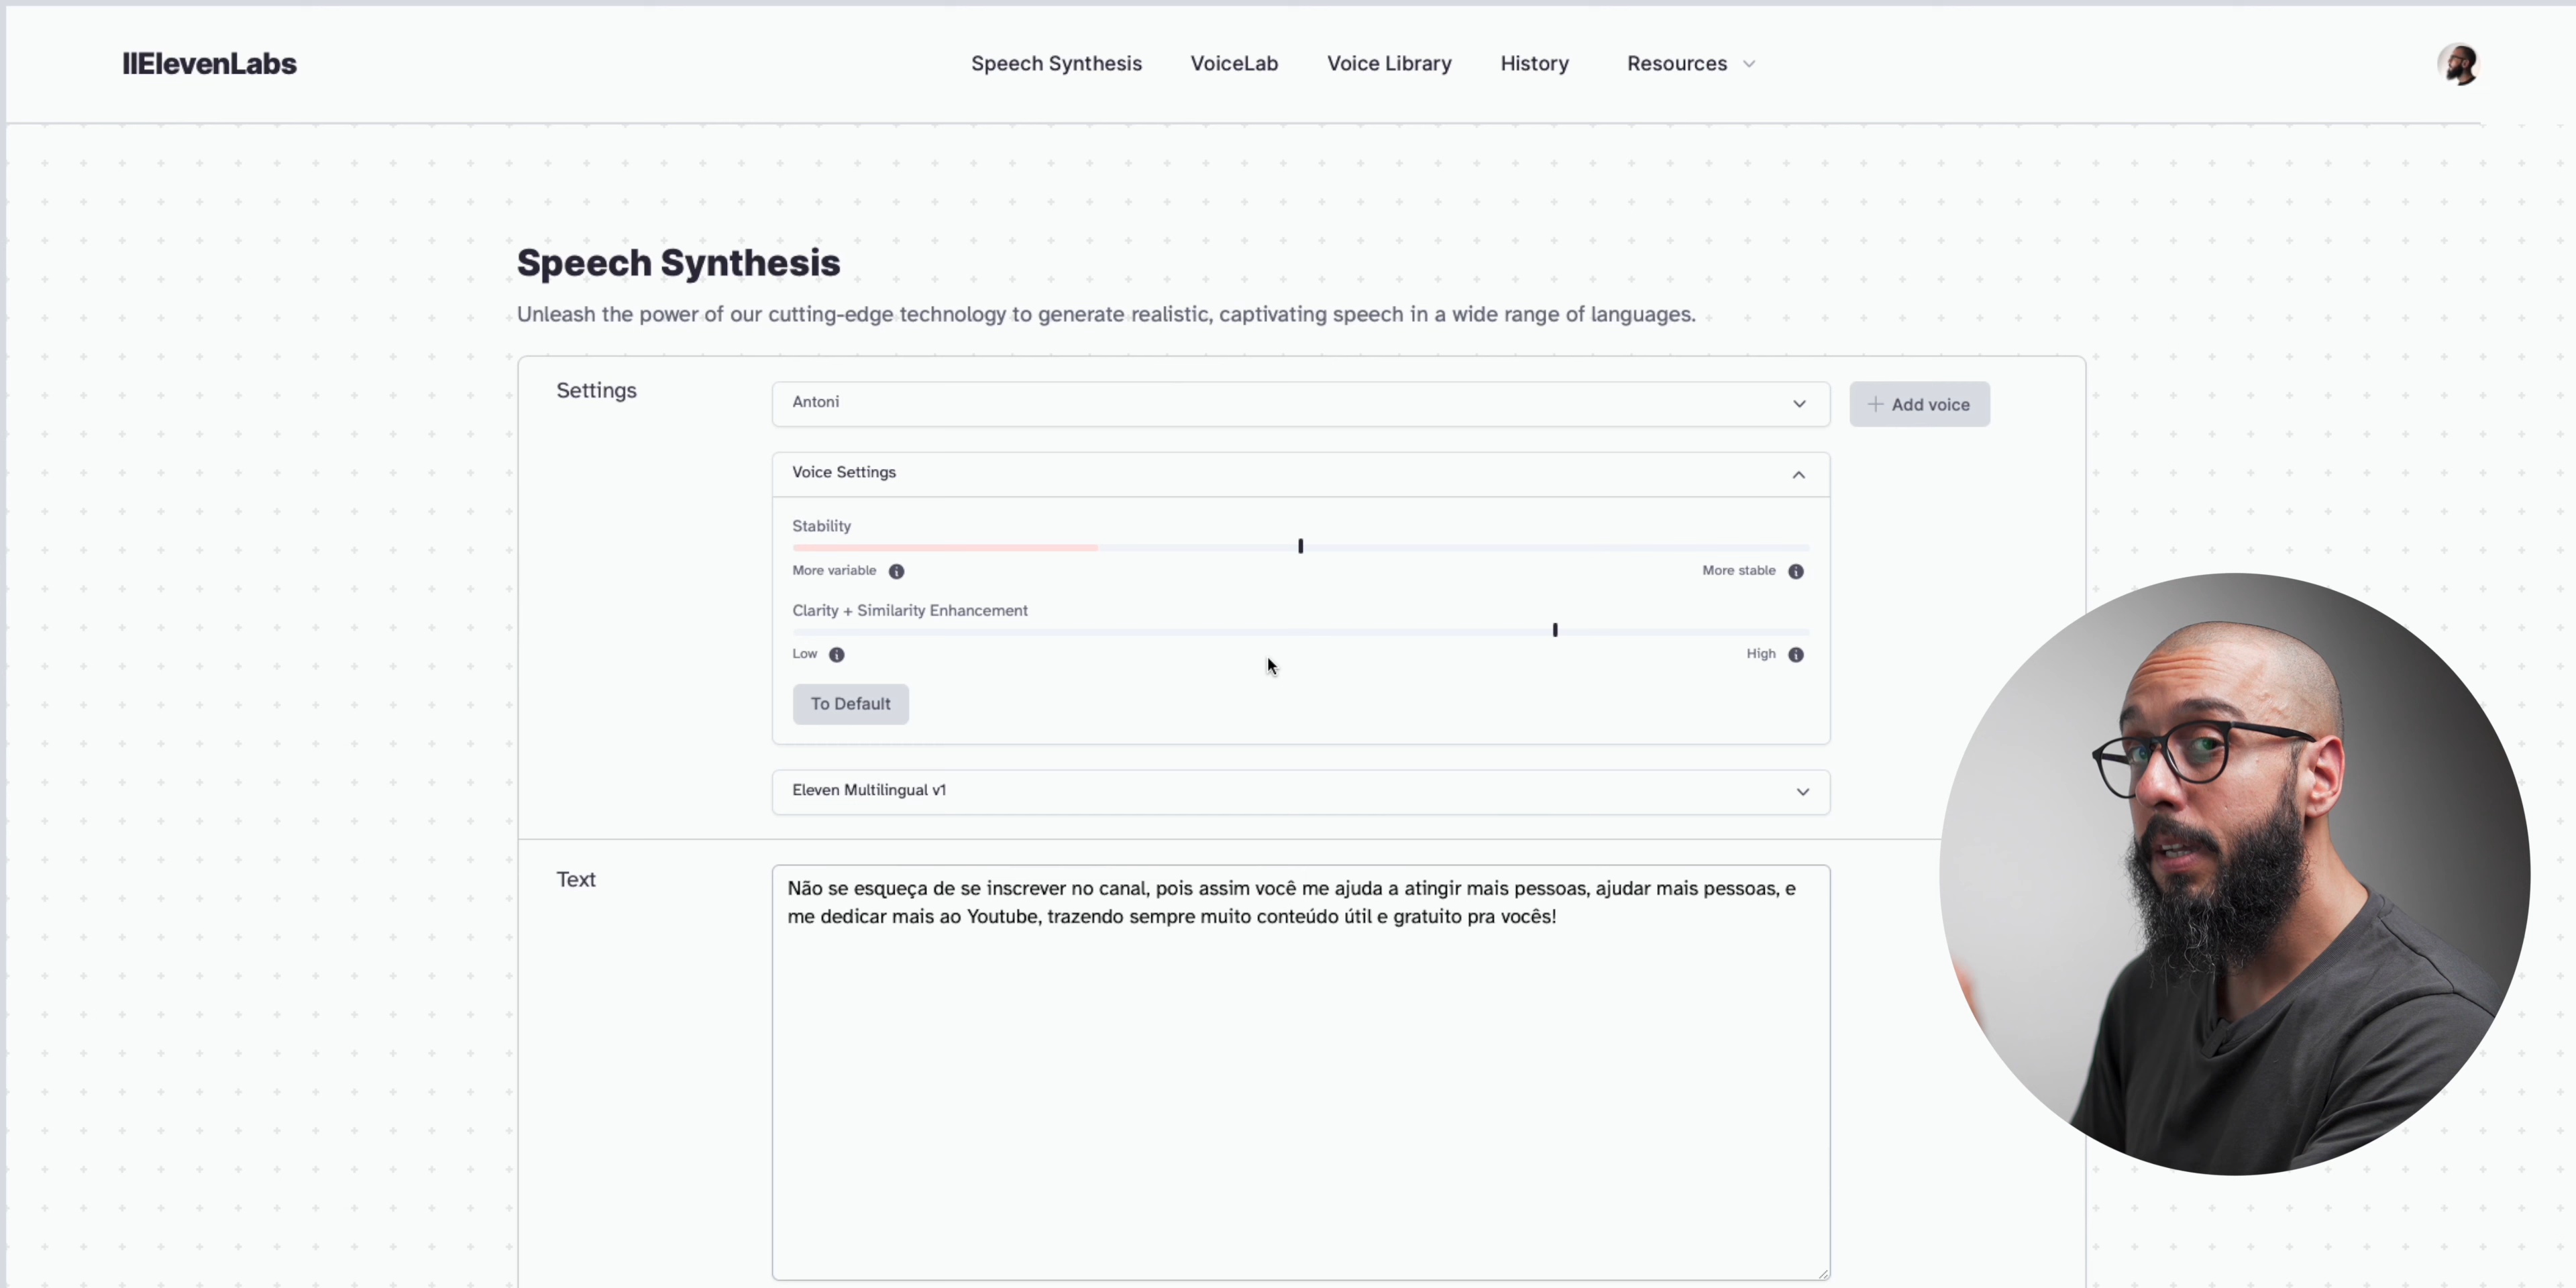 IIElevenLabs
Speech Synthesis
VoiceLab
Voice Library
History
Resources
Speech Synthesis
Unleash the power of our cutting-edge technology to generate realistic, captivating speech in a wide range of languages.
Settings
Antoni
Add voice
Voice Settings
Stability
More variable
More stable
Clarity + Similarity Enhancement
Low
High
To Default
Eleven Multilingual v1
Text
Não se esqueça de se inscrever no canal, pois assim você me ajuda a atingir mais pessoas, ajudar mais pessoas, e
me dedicar mais ao Youtube, trazendo sempre muito conteúdo útil e gratuito pra vocês!